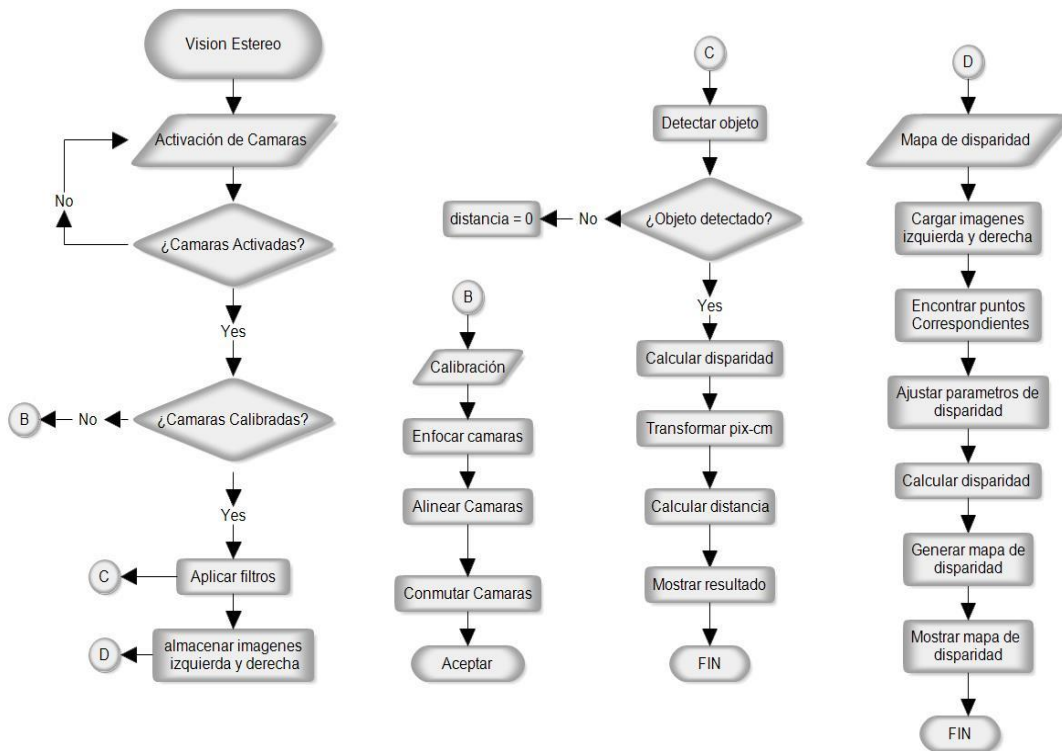 Vision Estereo
Activación de Camaras
No
¿Camaras Activadas?
Yes
B
No
¿Camaras Calibradas?
Yes
C
Aplicar filtros
D
almacenar imagenes
izquierda y derecha
B
Calibración
Enfocar camaras
Alinear Camaras
Conmutar Camaras
Aceptar
C
Detectar objeto
distancia = 0
No
¿Objeto detectado?
Yes
Calcular disparidad
Transformar pix-cm
Calcular distancia
Mostrar resultado
FIN
D
Mapa de disparidad
Cargar imagenes
izquierda y derecha
Encontrar puntos
Correspondientes
Ajustar parametros de
disparidad
Calcular disparidad
Generar mapa de
disparidad
Mostrar mapa de
disparidad
FIN